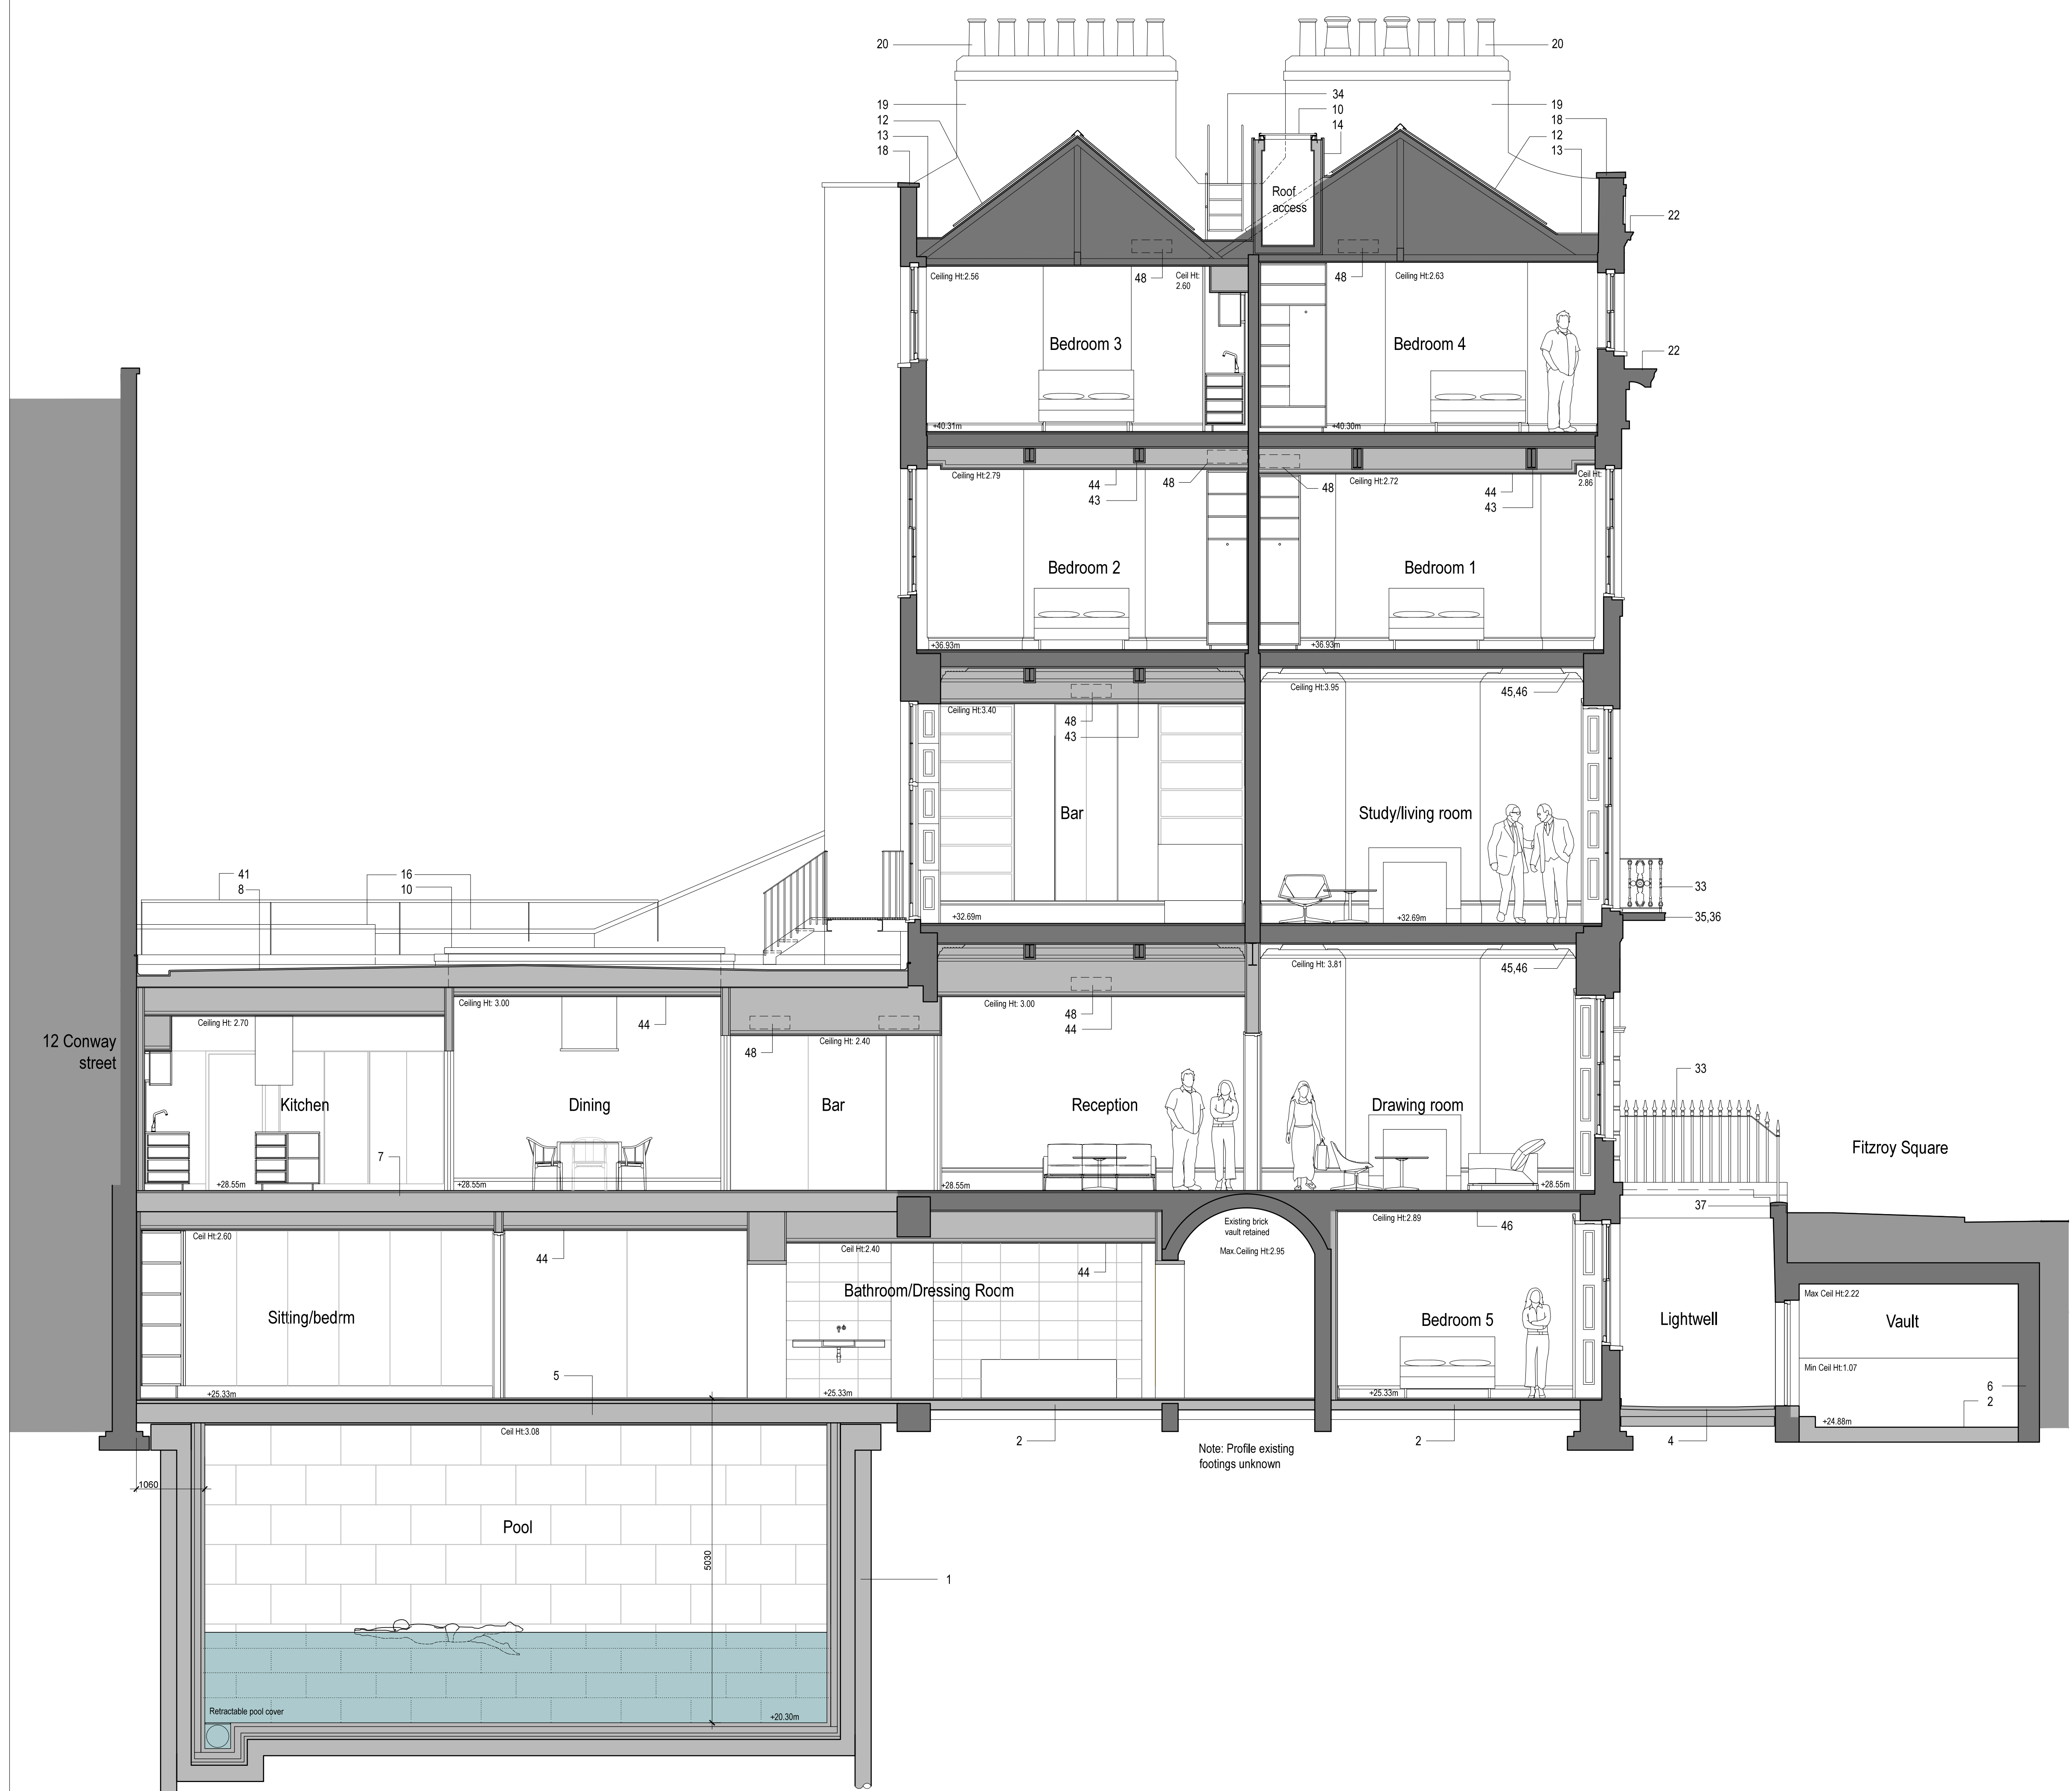 20
20
19
12
13
18
34
10
14
19
18
12
13
Roof
access
22
48
48
Ceiling Ht:2.56
Ceil Ht:
2.60
Ceiling Ht:2.63
Bedroom 3
Bedroom 4
22
+40.31m
+40.30m
Ceiling Ht:2.79
44
43
48
48
Ceiling Ht:2.72
44
43
Ceil Ht:
2.86
Bedroom 2
Bedroom 1
+36.93m
+36.93m
Ceiling Ht:3.40
48
43
Ceiling Ht:3.95
45,46
Bar
Study/living room
41
8
16
10
33
35,36
+32.69m
+32.69m
12 Conway
street
Ceiling Ht: 2.70
Ceiling Ht: 3.00
44
48
Ceiling Ht: 2.40
Ceiling Ht: 3.00
48
44
Ceiling Ht: 3.81
45,46
Kitchen
Dining
Bar
Reception
Drawing room
33
Fitzroy Square
7
+28.55m
+28.55m
+28.55m
+28.55m
37
Ceil Ht:2.60
44
Ceil Ht:2.40
44
Existing brick
vault retained
Max.Ceiling Ht:2.95
Ceiling Ht:2.89
46
Sitting/bedrm
Bathroom/Dressing Room
Bedroom 5
Lightwell
Max Ceil Ht:2.22
Vault
Min Ceil Ht:1.07
5
6
2
+25.33m
+25.33m
+25.33m
+24.88m
Ceil Ht:3.08
2
2
4
Note: Profile existing
footings unknown
1060
Pool
5030
1
Retractable pool cover
+20.30m